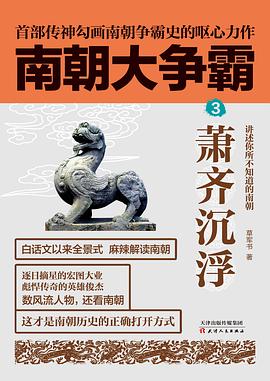 首部传神勾画南朝争霸史的呕心力作
南朝大争霸
3
萧齐沉浮
讲述你所不知道的南朝
草军书 著
白话文以来全景式 麻辣解读南朝
逐日摘星的宏图大业
彪悍传奇的英雄俊杰
数风流人物，还看南朝
这才是南朝历史的正确打开方式
天津出版传媒集团
天津人民出版社